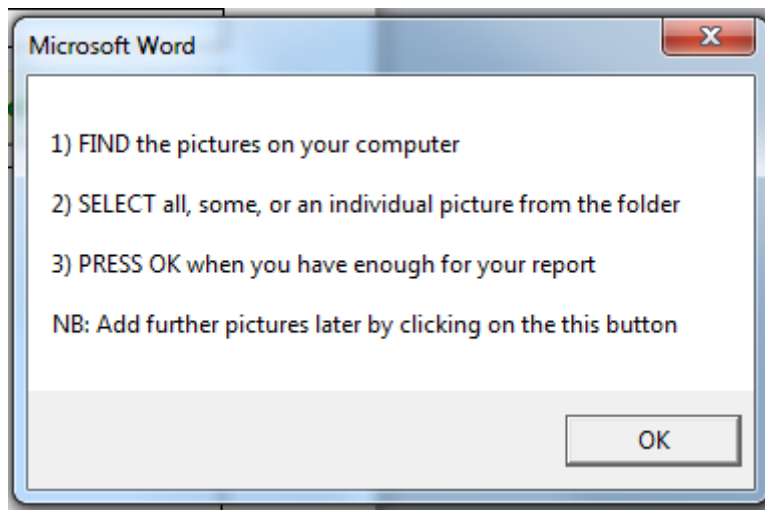 Microsoft Word
1) FIND the pictures on your computer
2) SELECT all, some, or an individual picture from the folder
3) PRESS OK when you have enough for your report
NB: Add further pictures later by clicking on the this button
OK